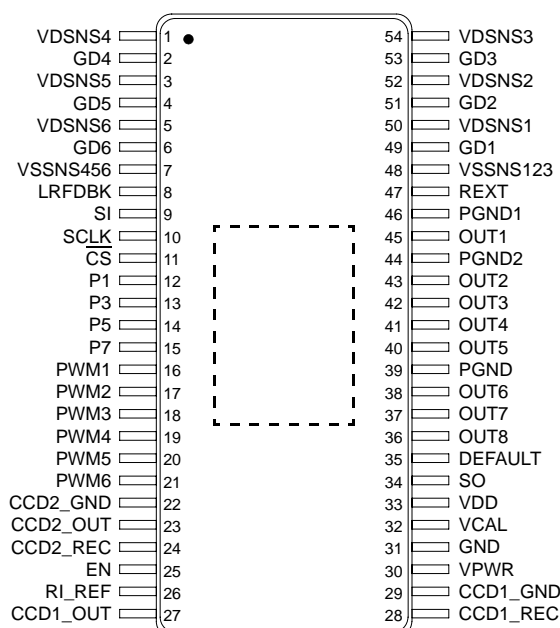 VDSNS4 1 54 VDSNS3
GD4 2 53 GD3
VDSNS5 3 52 VDSNS2
GD5 4 51 GD2
VDSNS6 5 50 VDSNS1
GD6 6 49 GD1
VSSNS456 7 48 VSSNS123
LRFDBK 8 47 REXT
SI 9 46 PGND1
SCLK 10 45 OUT1
CS 11 44 PGND2
P1 12 43 OUT2
P3 13 42 OUT3
P5 14 41 OUT4
P7 15 40 OUT5
PWM1 16 39 PGND
PWM2 17 38 OUT6
PWM3 18 37 OUT7
PWM4 19 36 OUT8
PWM5 20 35 DEFAULT
PWM6 21 34 SO
CCD2_GND 22 33 VDD
CCD2_OUT 23 32 VCAL
CCD2_REC 24 31 GND
EN 25 30 VPWR
RI_REF 26 29 CCD1_GND
CCD1_OUT 27 28 CCD1_REC